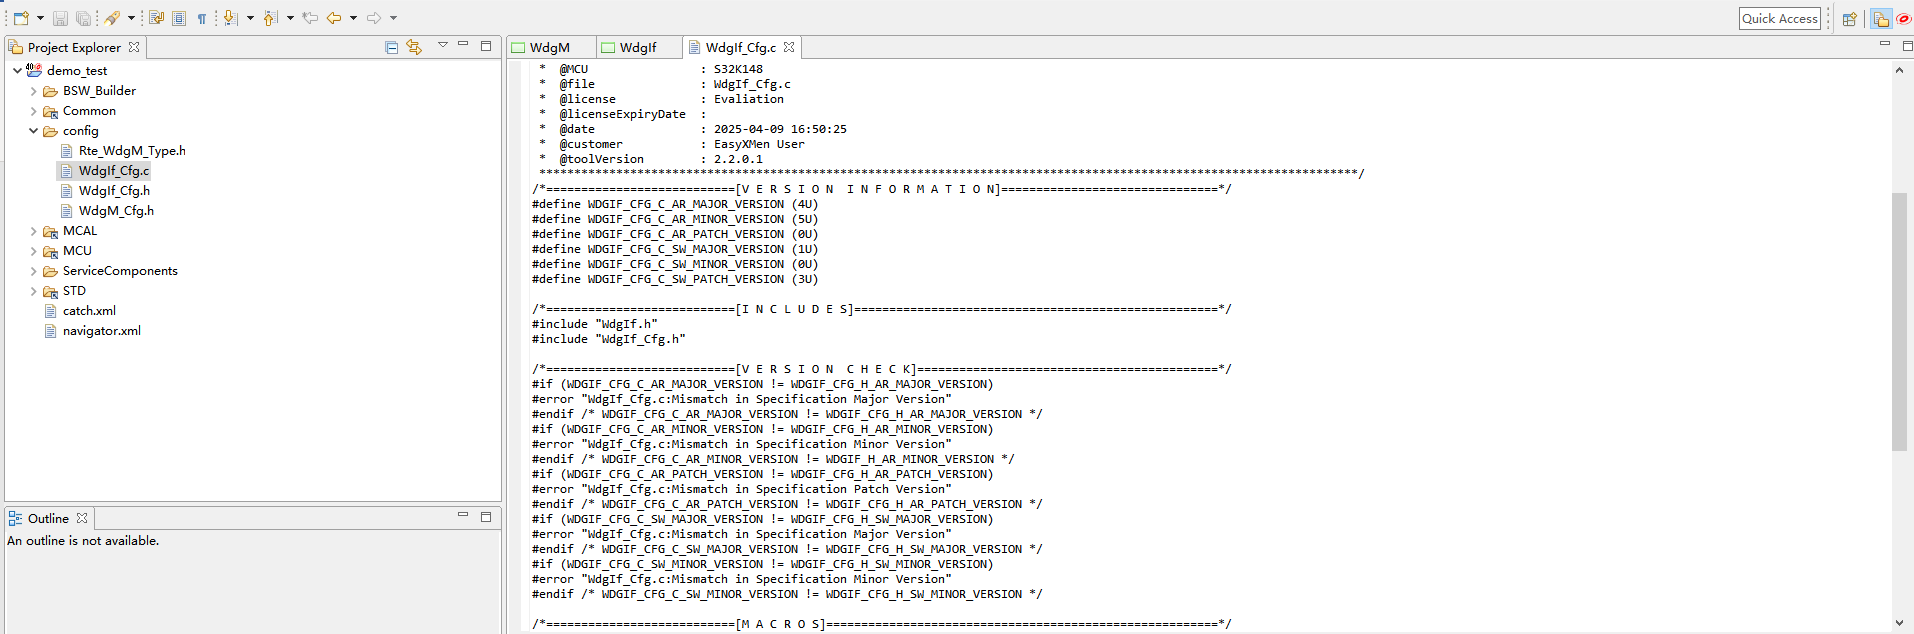 Quick Access
Project Explorer
demo_test
BSW_Builder
Common
config
Rte_WdgM_Type.h
WdgIf_Cfg.c
WdgIf_Cfg.h
WdgM_Cfg.h
MCAL
MCU
ServiceComponents
STD
catch.xml
navigator.xml
Outline
An outline is not available.
WdgM
WdgIf
WdgIf_Cfg.c
*  @MCU                : S32K148
*  @file               : WdgIf_Cfg.c
*  @license            : Evaliation
*  @licenseExpiryDate  :
*  @date               : 2025-04-09 16:50:25
*  @customer           : EasyXMen User
*  @toolVersion        : 2.2.0.1
*********************************************************************************************************************/
/*===========================[V E R S I O N   I N F O R M A T I O N]===============================*/
#define WDGIF_CFG_C_AR_MAJOR_VERSION (4U)
#define WDGIF_CFG_C_AR_MINOR_VERSION (5U)
#define WDGIF_CFG_C_AR_PATCH_VERSION (0U)
#define WDGIF_CFG_C_SW_MAJOR_VERSION (1U)
#define WDGIF_CFG_C_SW_MINOR_VERSION (0U)
#define WDGIF_CFG_C_SW_PATCH_VERSION (3U)
/*===========================[I N C L U D E S]====================================================*/
#include "WdgIf.h"
#include "WdgIf_Cfg.h"
/*===========================[V E R S I O N   C H E C K]===========================================*/
#if (WDGIF_CFG_C_AR_MAJOR_VERSION != WDGIF_CFG_H_AR_MAJOR_VERSION)
#error "WdgIf_Cfg.c:Mismatch in Specification Major Version"
#endif /* WDGIF_CFG_C_AR_MAJOR_VERSION != WDGIF_CFG_H_AR_MAJOR_VERSION */
#if (WDGIF_CFG_C_AR_MINOR_VERSION != WDGIF_CFG_H_AR_MINOR_VERSION)
#error "WdgIf_Cfg.c:Mismatch in Specification Minor Version"
#endif /* WDGIF_CFG_C_AR_MINOR_VERSION != WDGIF_H_AR_MINOR_VERSION */
#if (WDGIF_CFG_C_AR_PATCH_VERSION != WDGIF_CFG_H_AR_PATCH_VERSION)
#error "WdgIf_Cfg.c:Mismatch in Specification Patch Version"
#endif /* WDGIF_CFG_C_AR_PATCH_VERSION != WDGIF_CFG_H_AR_PATCH_VERSION */
#if (WDGIF_CFG_C_SW_MAJOR_VERSION != WDGIF_CFG_H_SW_MAJOR_VERSION)
#error "WdgIf_Cfg.c:Mismatch in Specification Major Version"
#endif /* WDGIF_CFG_C_SW_MAJOR_VERSION != WDGIF_CFG_H_SW_MAJOR_VERSION */
#if (WDGIF_CFG_C_SW_MINOR_VERSION != WDGIF_CFG_H_SW_MINOR_VERSION)
#error "WdgIf_Cfg.c:Mismatch in Specification Minor Version"
#endif /* WDGIF_CFG_C_SW_MINOR_VERSION != WDGIF_CFG_H_SW_MINOR_VERSION */
/*===========================[M A C R O S]========================================================*/